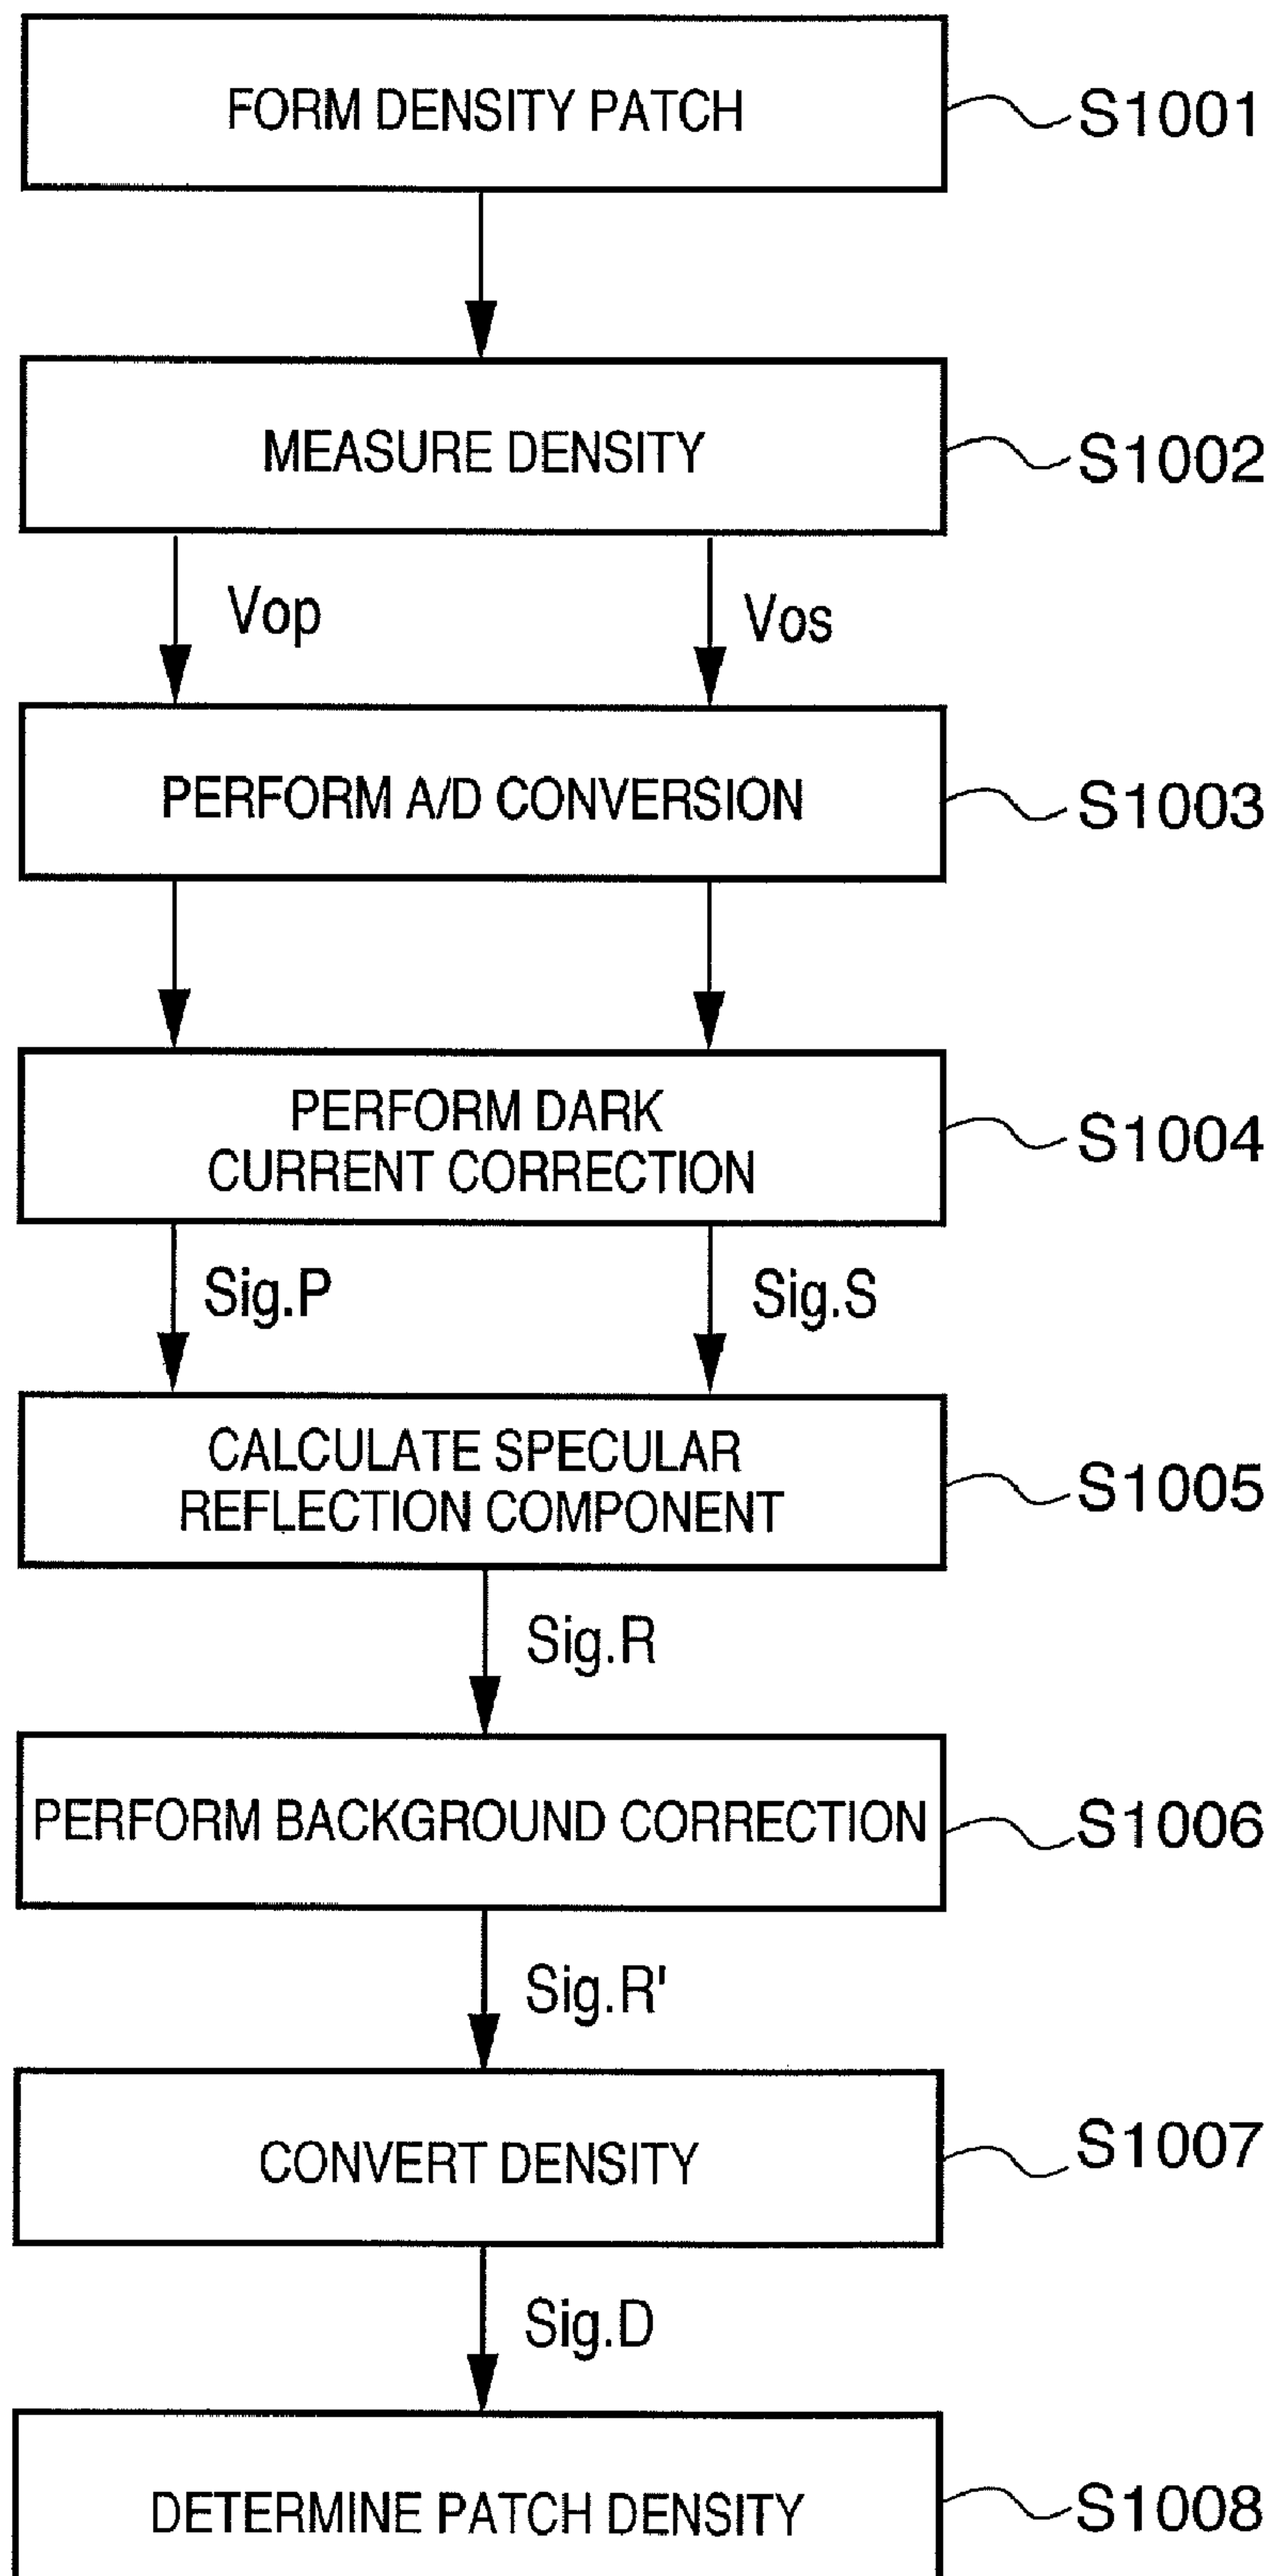 FORM DENSITY PATCH
S1001
MEASURE DENSITY
S1002
Vop
Vos
PERFORM A/D CONVERSION
S1003
PERFORM DARK
CURRENT CORRECTION
S1004
Sig.P
Sig.S
CALCULATE SPECULAR
REFLECTION COMPONENT
S1005
Sig.R
PERFORM BACKGROUND CORRECTION
S1006
Sig.R'
CONVERT DENSITY
S1007
Sig.D
DETERMINE PATCH DENSITY
S1008